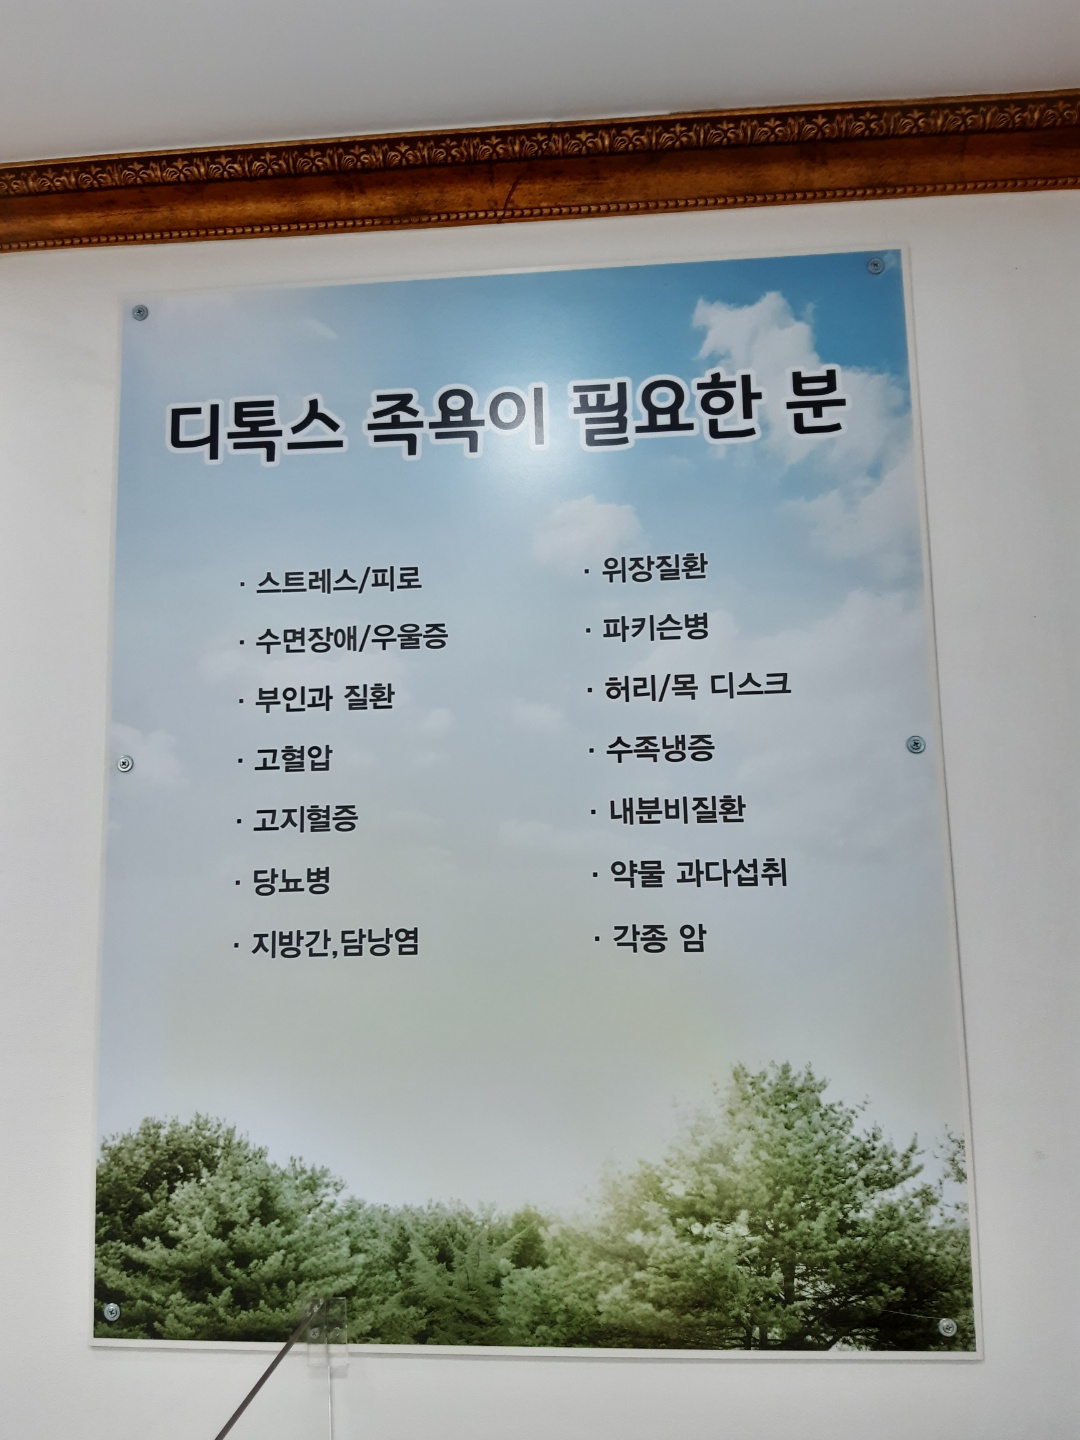 디톡스 족욕이 필요한 분
· 스트레스/피로
· 수면장애/우울증
· 부인과 질환
· 고혈압
· 고지혈증
· 당뇨병
· 지방간,담낭염
· 위장질환
· 파키슨병
· 허리/목 디스크
· 수족냉증
· 내분비질환
· 약물 과다섭취
· 각종 암